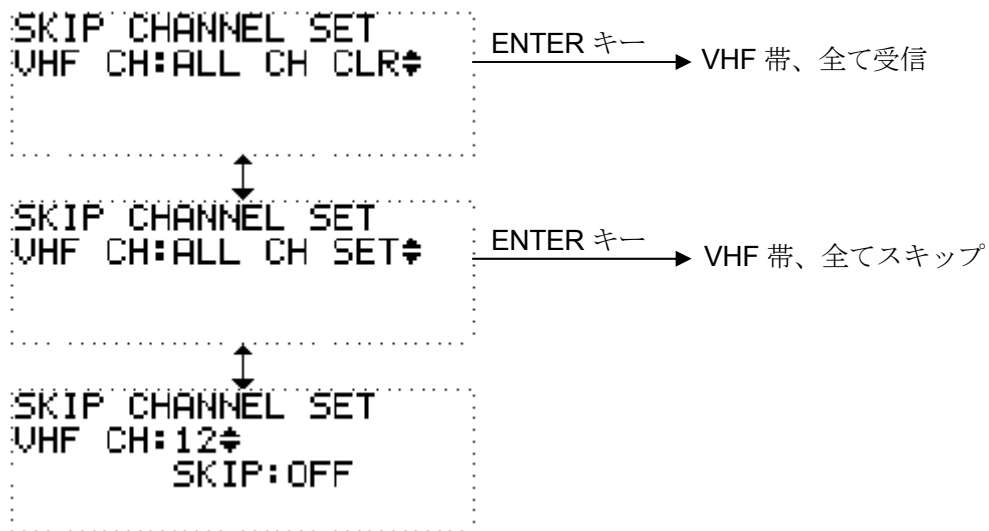 SKIP CHANNEL SET
VHF CH:ALL CH CLR
ENTER キー
VHF 帯、全て受信
SKIP CHANNEL SET
VHF CH:ALL CH SET
ENTER キー
VHF 帯、全てスキップ
SKIP CHANNEL SET
VHF CH:12
SKIP:OFF